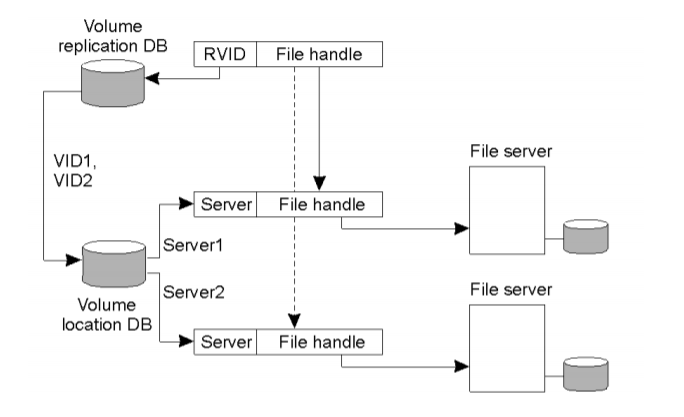 Volume
replication DB
RVID File handle
VID1,
VID2
File server
Server File handle
Server1
Server2
Volume
location DB
File server
Server File handle